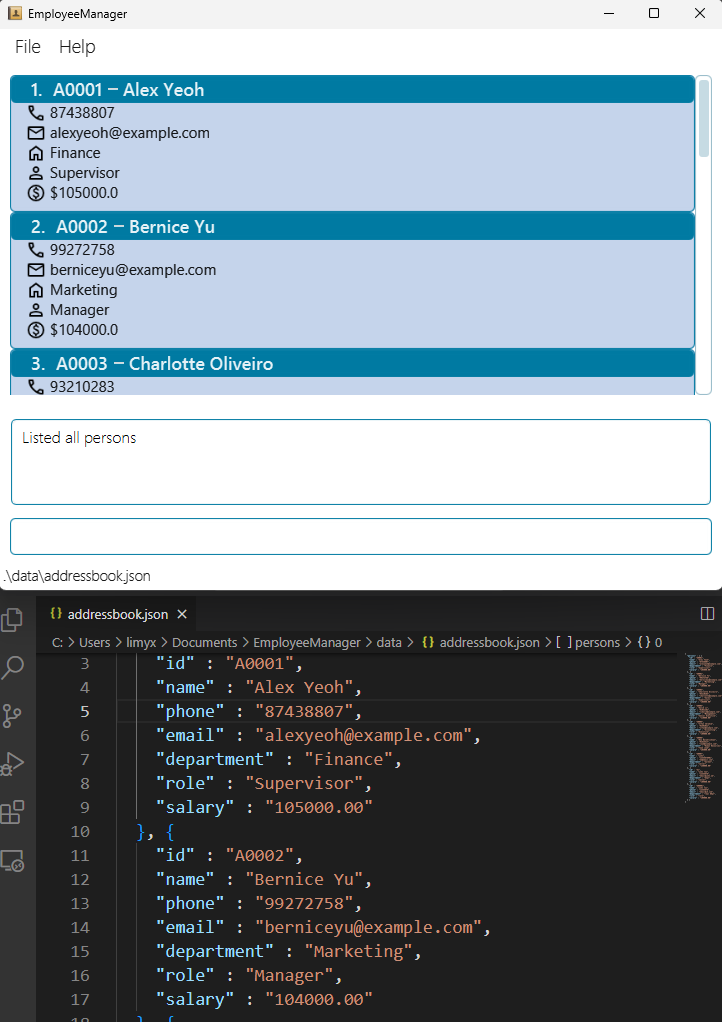 EmployeeManager
File Help
1. A0001 – Alex Yeoh
87438807
alexyeoh@example.com
Finance
Supervisor
$105000.0
2. A0002 – Bernice Yu
99272758
berniceyu@example.com
Marketing
Manager
$104000.0
3. A0003 – Charlotte Oliveiro
93210283
Listed all persons
.\data\addressbook.json
{} addressbook.json ×
C: > Users > limyx > Documents > EmployeeManager > data > {} addressbook.json > [ ] persons > {} 0
3 "id" : "A0001",
4 "name" : "Alex Yeoh",
5 "phone" : "87438807",
6 "email" : "alexyeoh@example.com",
7 "department" : "Finance",
8 "role" : "Supervisor",
9 "salary" : "105000.00"
10 }, {
11 "id" : "A0002",
12 "name" : "Bernice Yu",
13 "phone" : "99272758",
14 "email" : "berniceyu@example.com",
15 "department" : "Marketing",
16 "role" : "Manager",
17 "salary" : "104000.00"
18 }, {